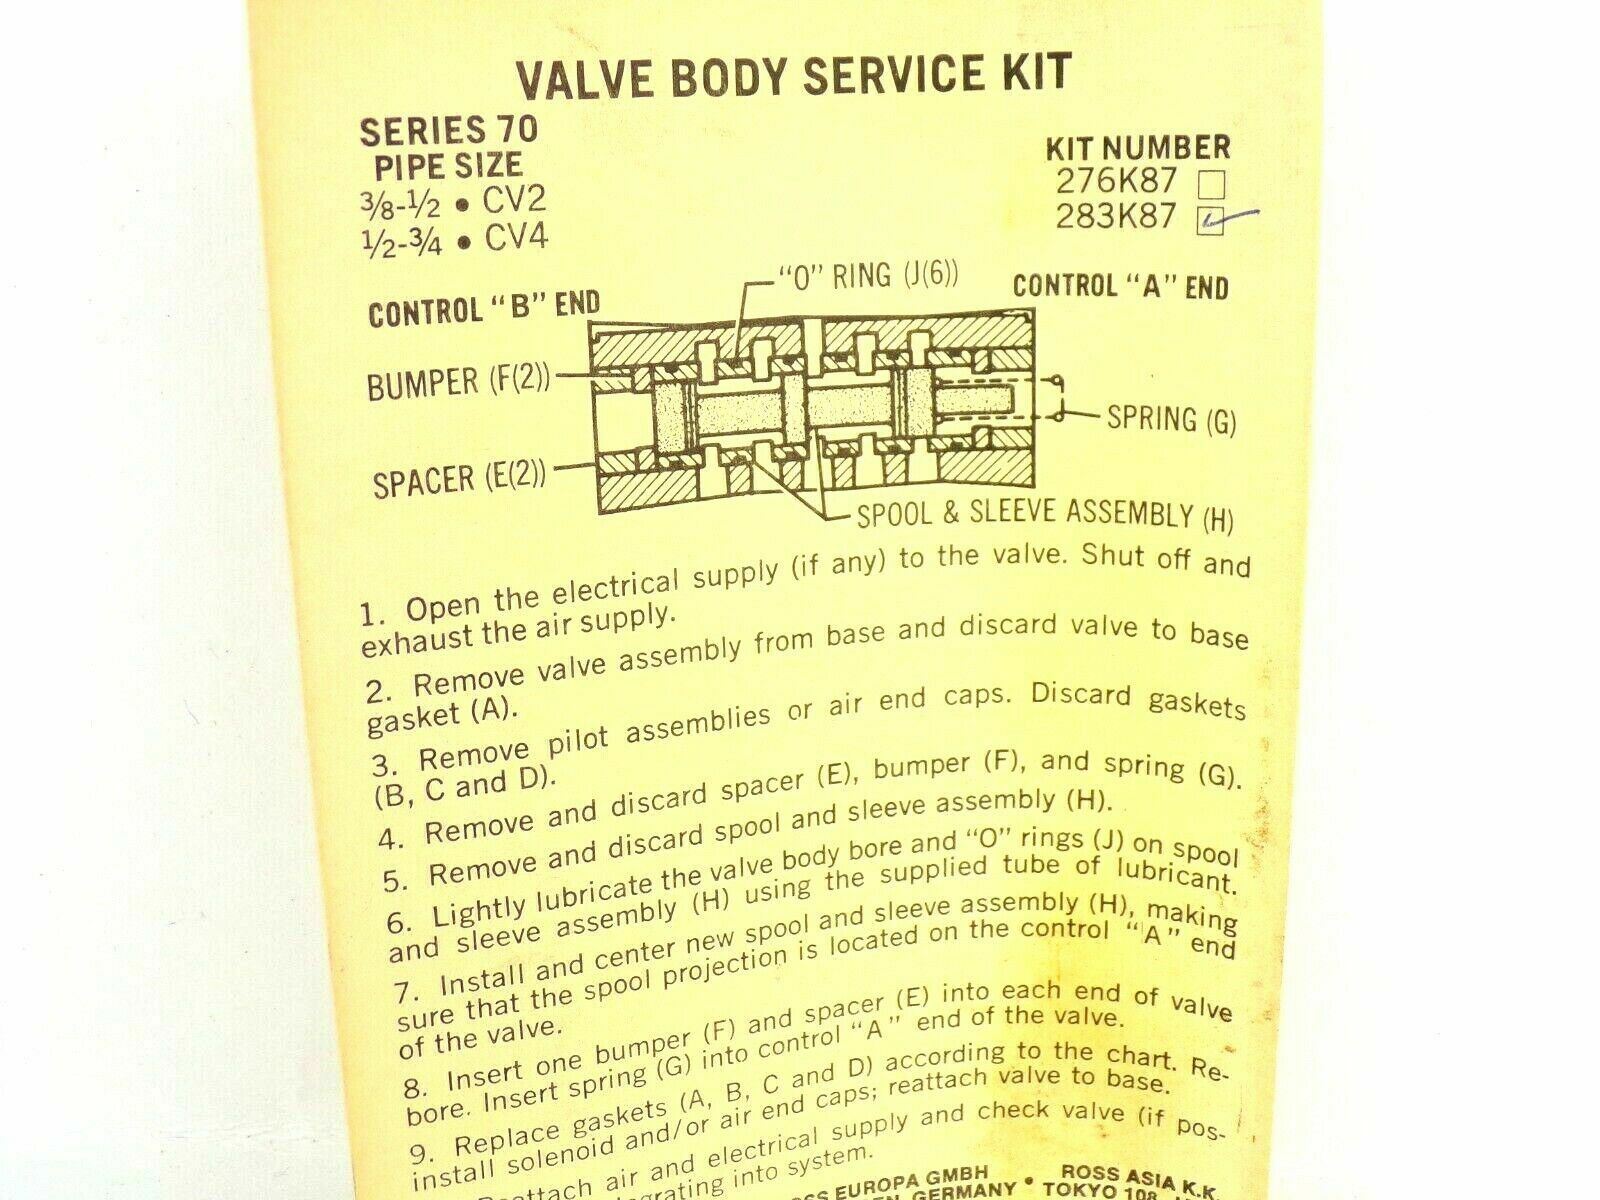 VALVE BODY SERVICE KIT
SERIES 70
PIPE SIZE
3/8-1/2 • CV2
1/2-3/4 • CV4
KIT NUMBER
276K87
283K87
CONTROL "B" END
"O" RING (J(6))
CONTROL "A" END
BUMPER (F(2))
SPRING (G)
SPACER (E(2))
SPOOL & SLEEVE ASSEMBLY (H)
1. Open the electrical supply (if any) to the valve. Shut off and
exhaust the air supply.
2. Remove valve assembly from base and discard valve to base
gasket (A).
3. Remove pilot assemblies or air end caps. Discard gaskets
(B, C and D).
4. Remove and discard spacer (E), bumper (F), and spring (G).
5. Remove and discard spool and sleeve assembly (H).
6. Lightly lubricate the valve body bore and "O" rings (J) on spool
and sleeve assembly (H) using the supplied tube of lubricant.
7. Install and center new spool and sleeve assembly (H), making
sure that the spool projection is located on the control "A" end
of the valve.
8. Insert one bumper (F) and spacer (E) into each end of valve
bore. Insert spring (G) into control "A" end of the valve.
9. Replace gaskets (A, B, C and D) according to the chart. Re-
install solenoid and/or air end caps; reattach valve to base.
air and electrical supply and check valve (if pos-
into system.
EUROPA GMBH • ROSS ASIA K.K.
GERMANY TOKYO 108